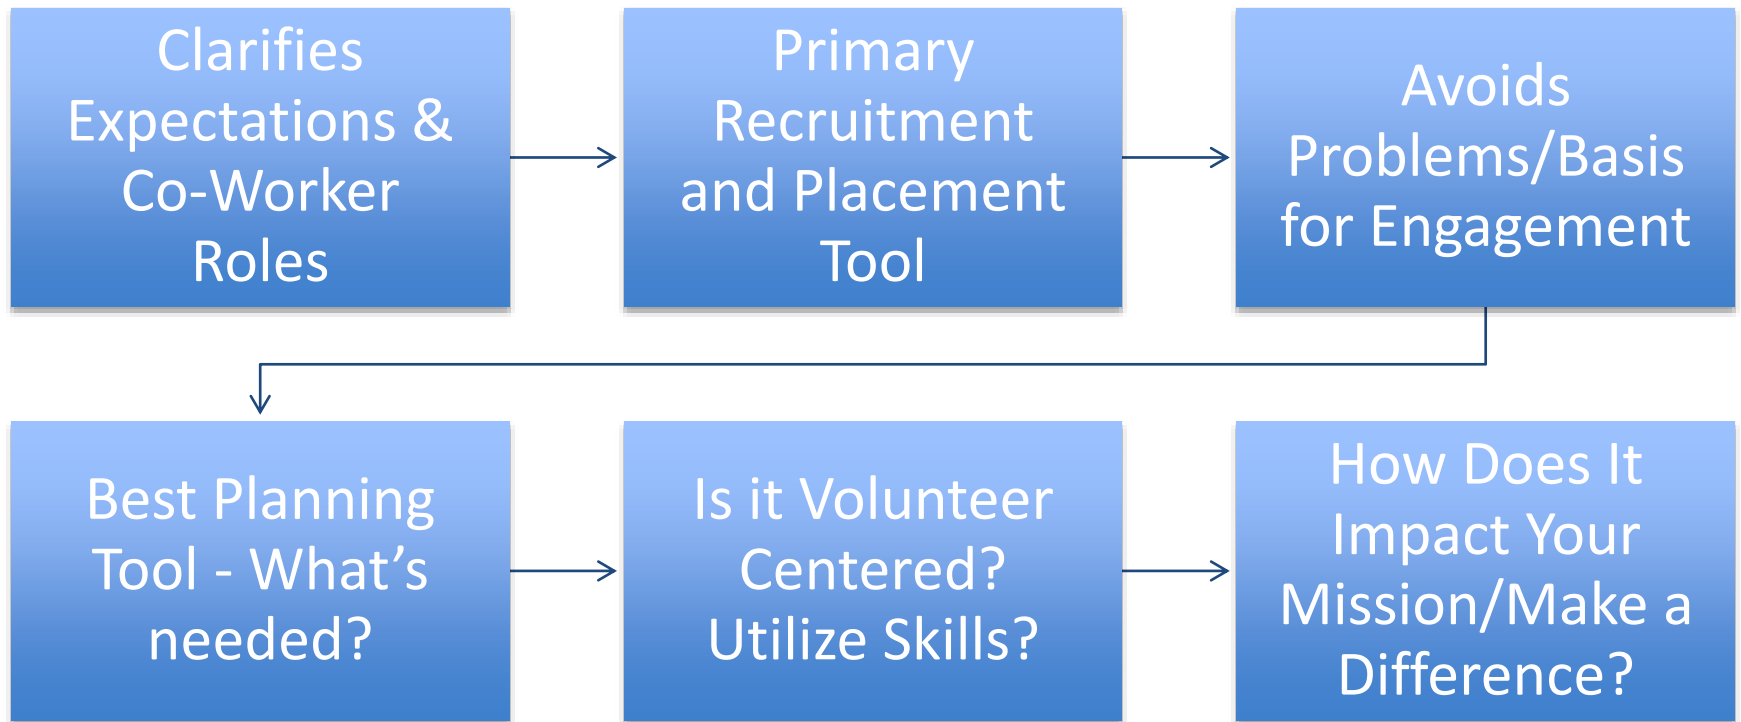 Clarifies
Expectations &
Co-Worker
Roles
Primary
Recruitment
and Placement
Tool
Avoids
Problems/Basis
for Engagement
Best Planning
Tool - What’s
needed?
Is it Volunteer
Centered?
Utilize Skills?
How Does It
Impact Your
Mission/Make a
Difference?